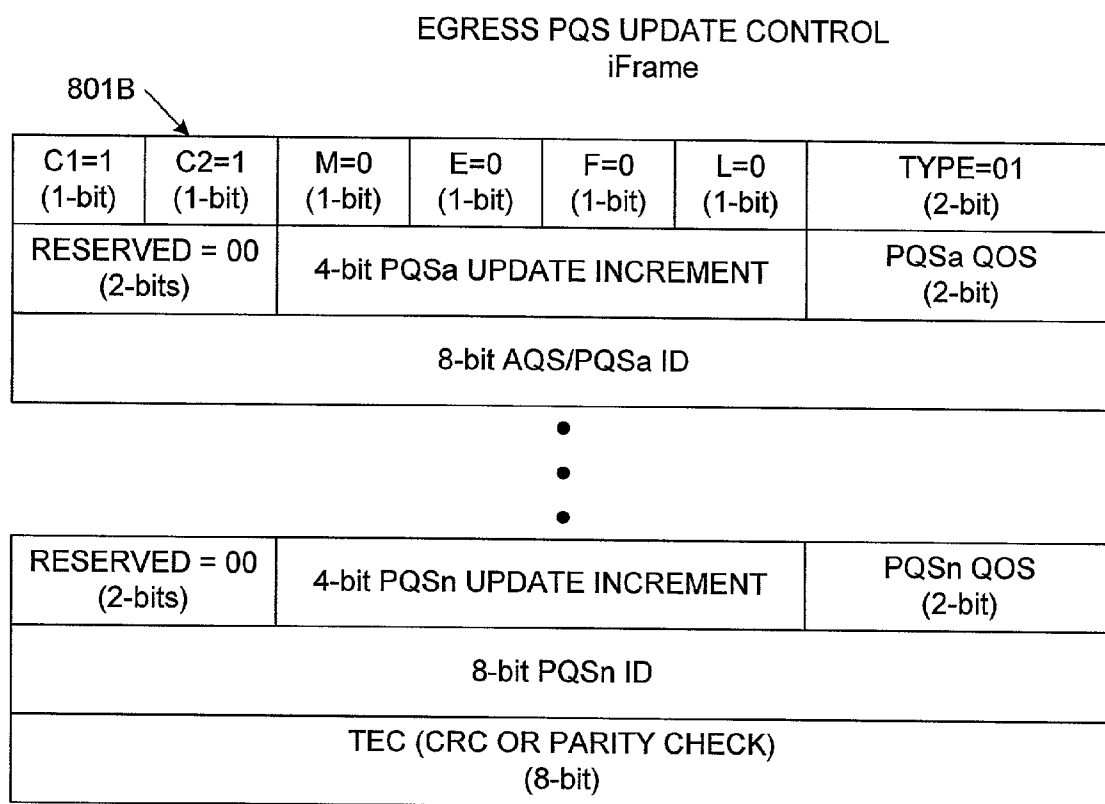 EGRESS PQS UPDATE CONTROL
iFrame
801B
C1=1 C2=1 M=0 E=0 F=0 L=0 TYPE=01
(1-bit) (1-bit) (1-bit) (1-bit) (1-bit) (1-bit) (2-bit)
RESERVED = 00 4-bit PQSa UPDATE INCREMENT PQSa QOS
(2-bits) (2-bit)
8-bit AQS/PQSa ID
RESERVED = 00 4-bit PQSn UPDATE INCREMENT PQSn QOS
(2-bits) (2-bit)
8-bit PQSn ID
TEC (CRC OR PARITY CHECK)
(8-bit)